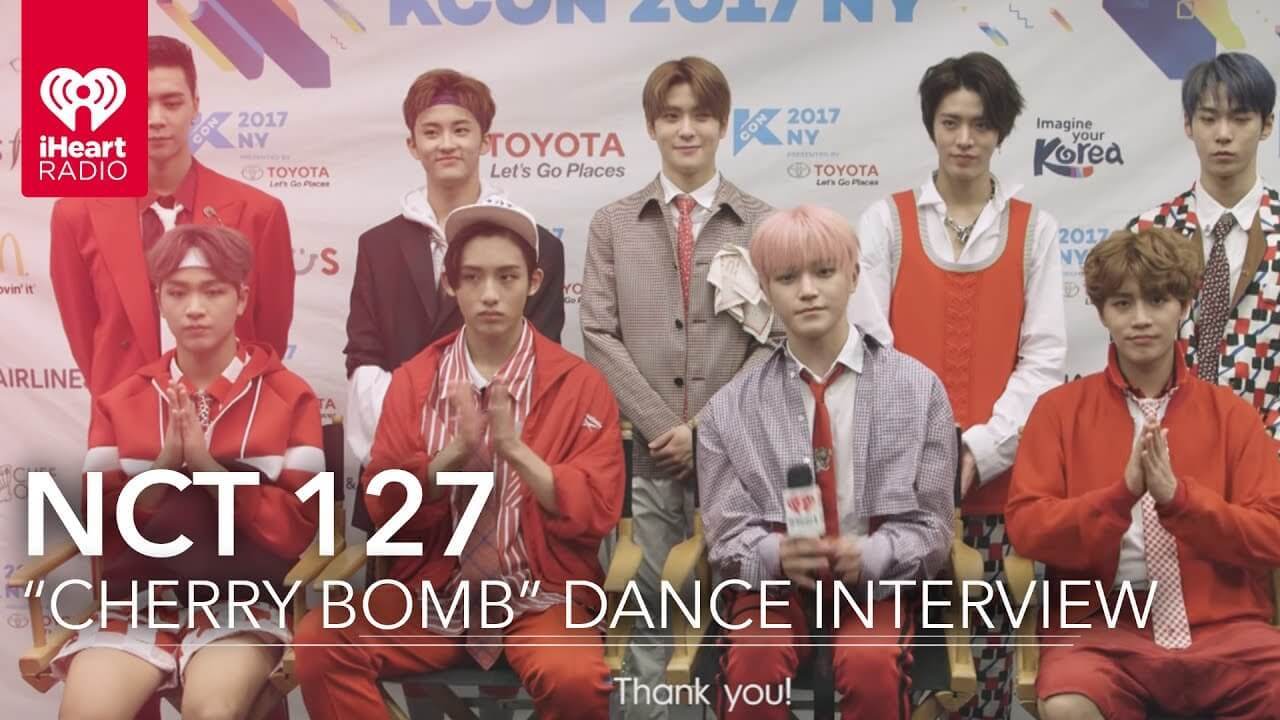 KCON 2017 NY
iHeart
RADIO
2017
NY
PRESENTED BY
TOYOTA
Let's Go Places
TOYOTA
Let's Go Places
KCON
2017
NY
PRESENTED BY
TOYOTA
Let's Go Places
Imagine
your
Korea
2017
NY
2017
AIRLINES
NCT 127
"CHERRY BOMB" DANCE INTERVIEW
Thank you!